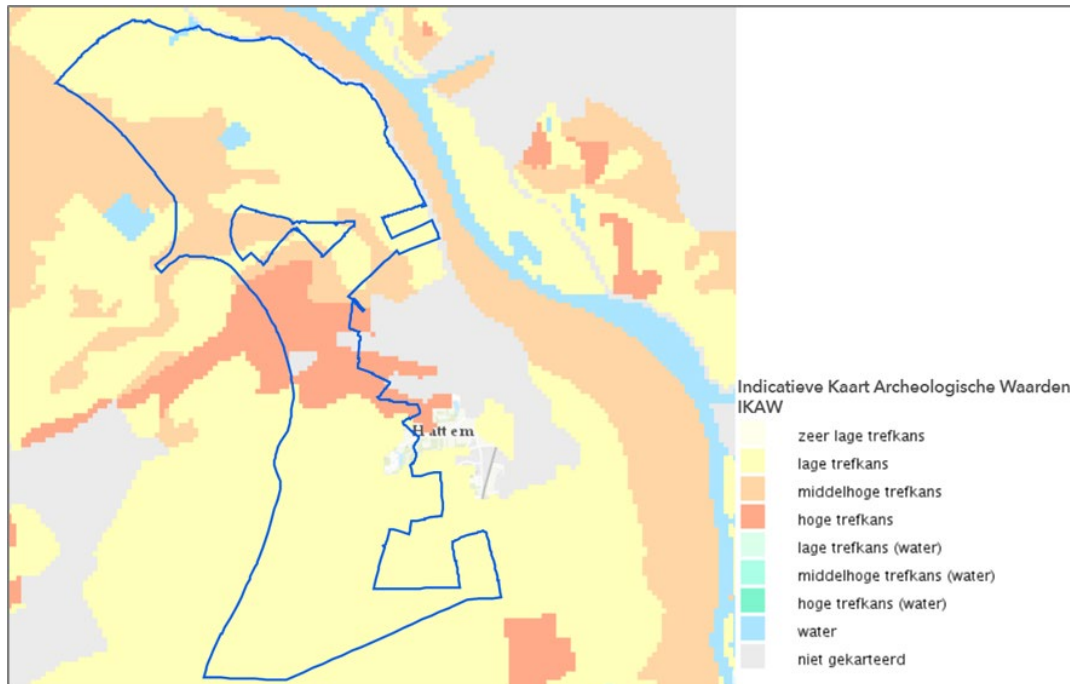 Hattem
Indicatieve Kaart Archeologische Waarden
IKAW
zeer lage trefkans
lage trefkans
middelhoge trefkans
hoge trefkans
lage trefkans (water)
middelhoge trefkans (water)
hoge trefkans (water)
water
niet gekarteerd